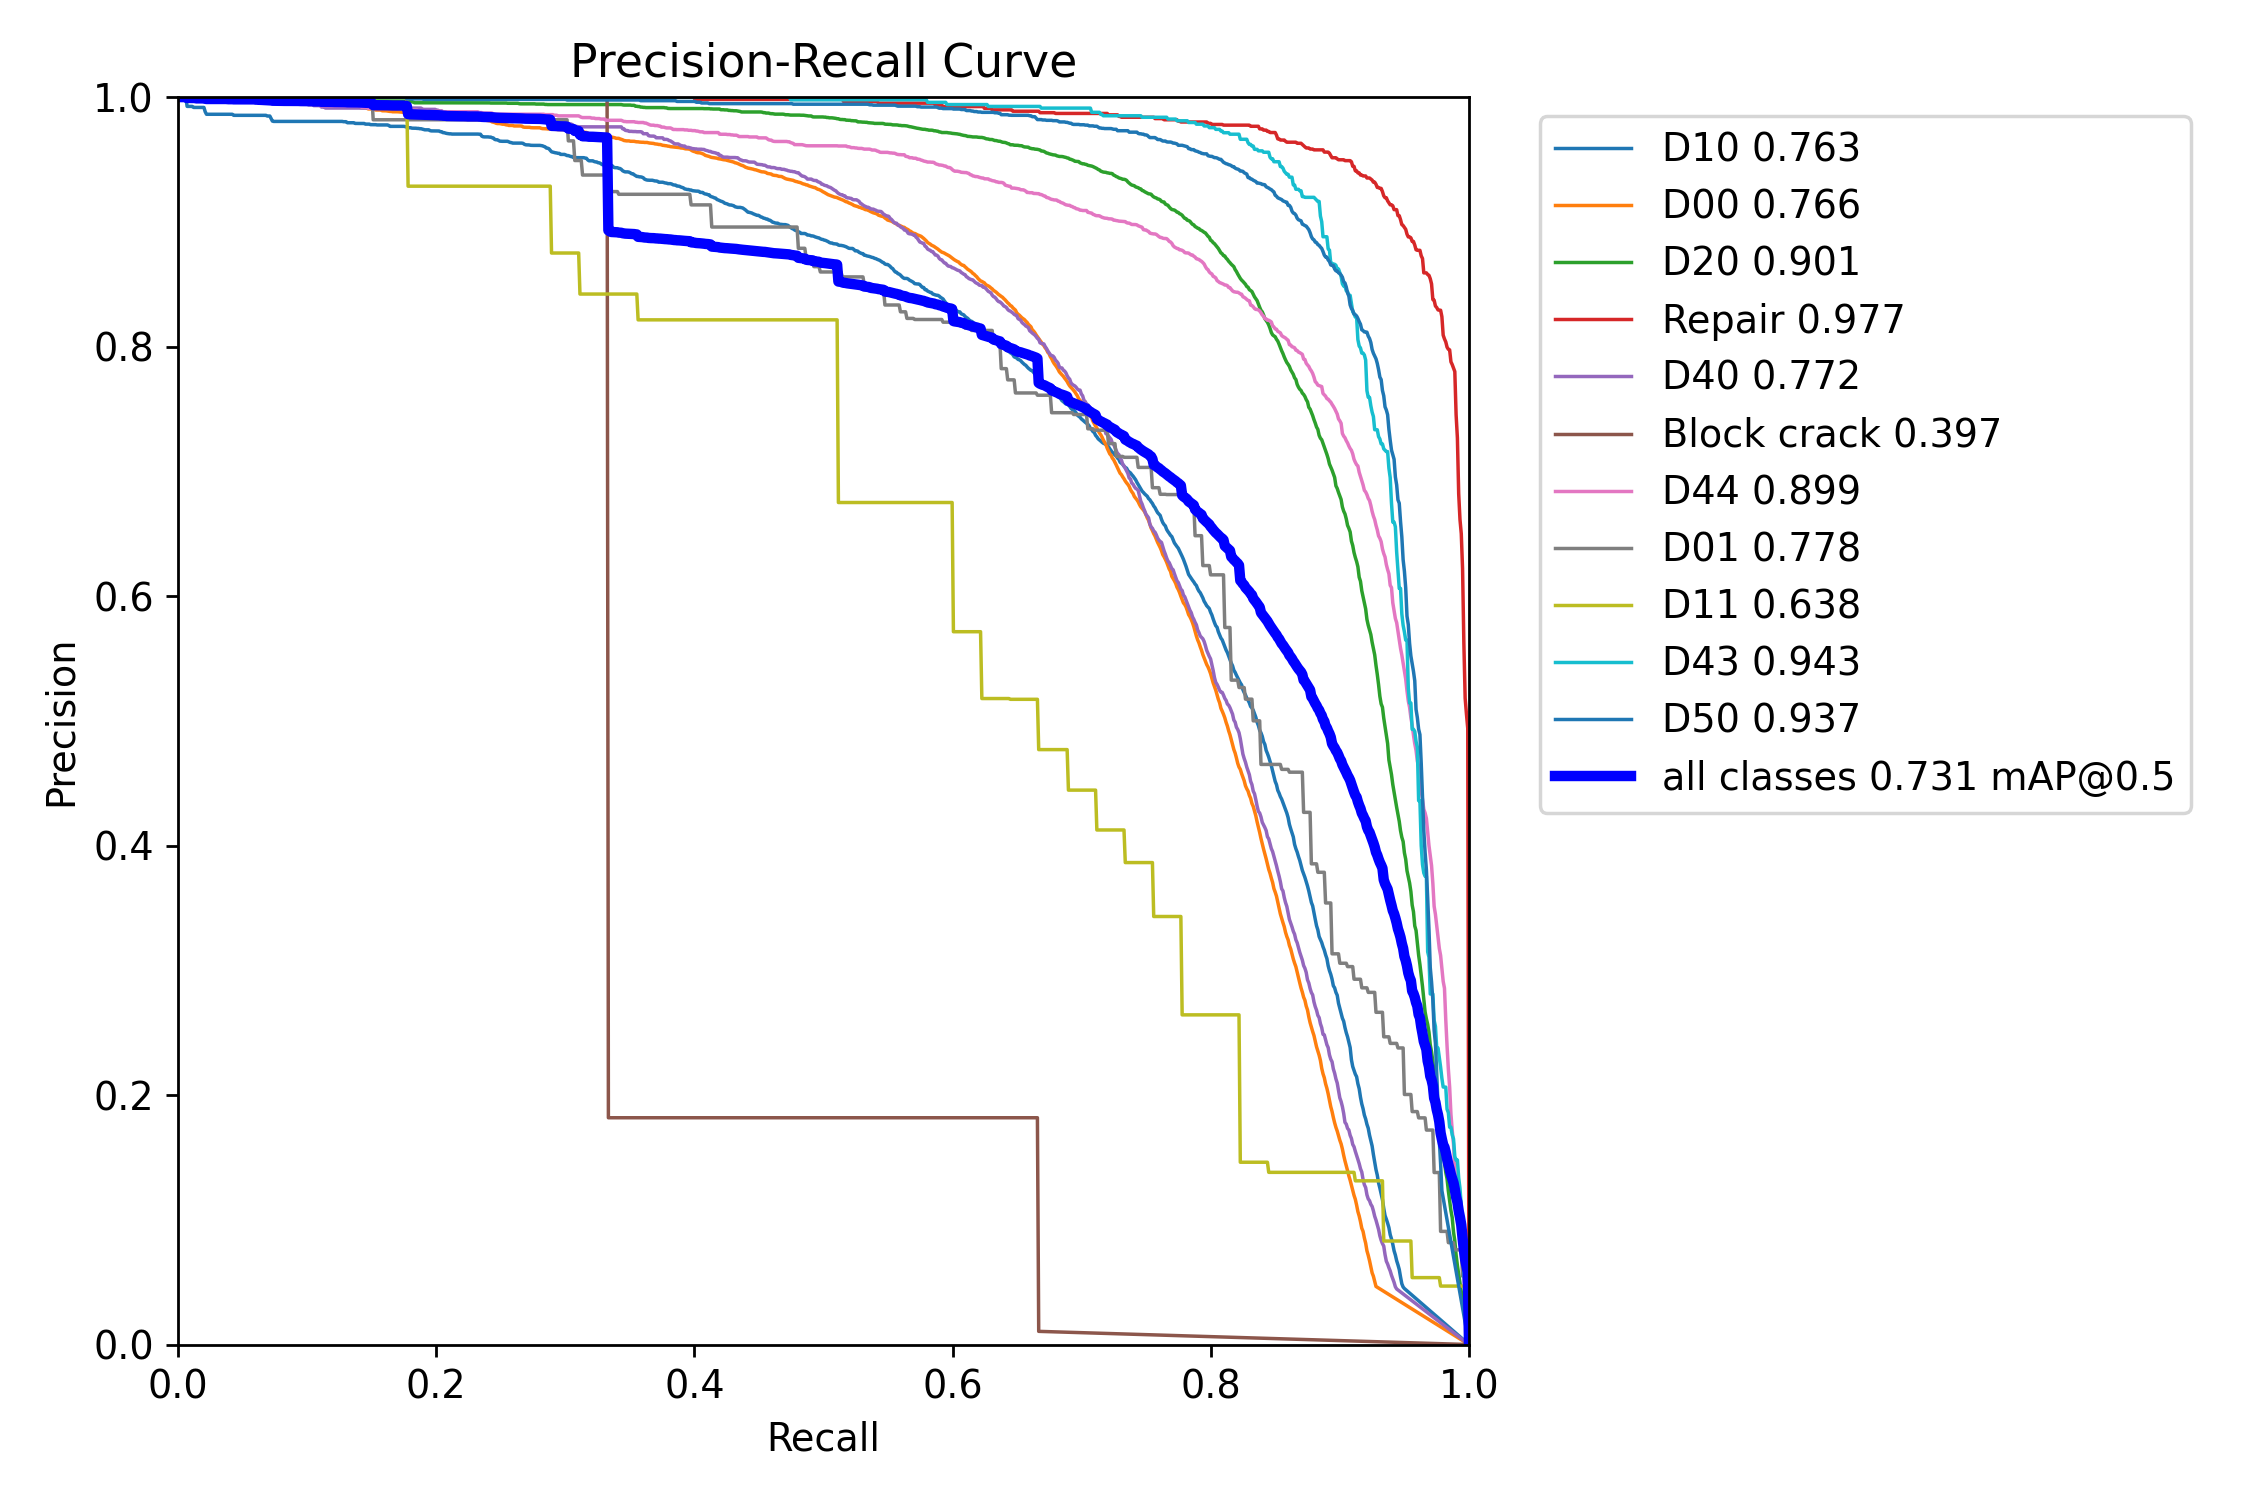 Precision-Recall Curve
1.0
0.8
0.6
0.4
0.2
0.0
Precision
0.0 0.2 0.4 0.6 0.8 1.0
Recall
D10 0.763
D00 0.766
D20 0.901
Repair 0.977
D40 0.772
Block crack 0.397
D44 0.899
D01 0.778
D11 0.638
D43 0.943
D50 0.937
all classes 0.731 mAP@0.5